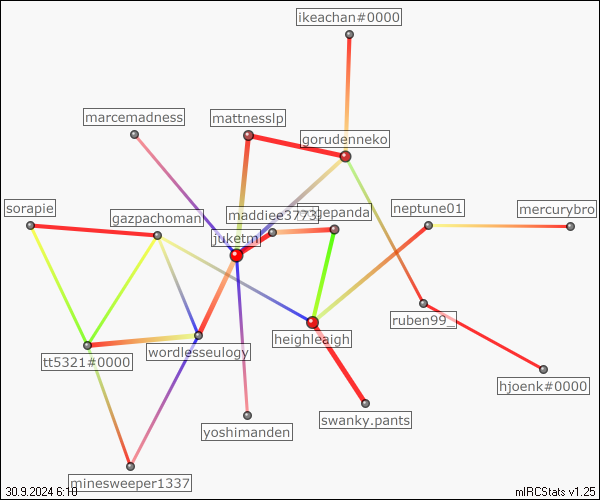 ikeachan#0000
marcemadness
mattnesslp
gorudenneko
sorapie
gazpachoman
maddiee3773
neptune01
mercurybro
juketm
ruben99_
heighleaigh
wordlesseulogy
tt5321#0000
hjoenk#0000
swanky.pants
yoshimanden
minesweeper1337
30.9.2024 6:10
mIRCStats v1.25